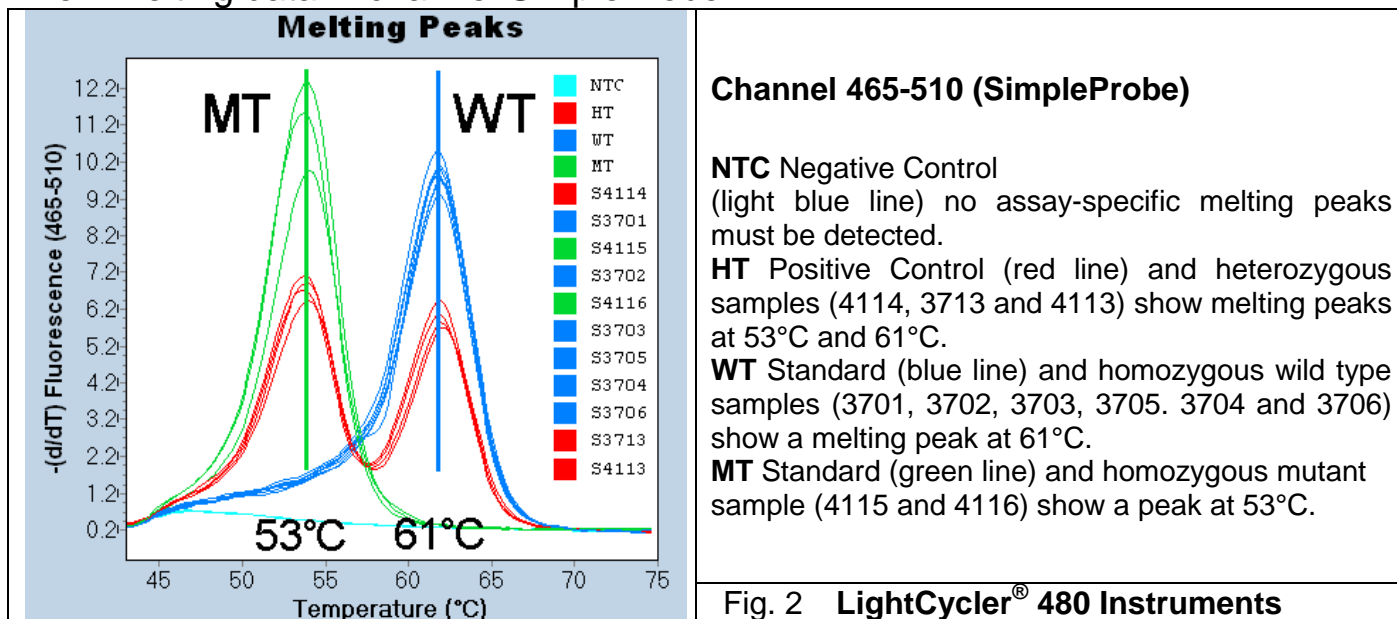 Melting Peaks
-(d/dT) Fluorescence (465-510)
12.2
11.2
10.2
9.2
8.2
7.2
6.2
5.2
4.2
3.2
2.2
1.2
0.2
MT
WT
53°C
61°C
45 50 55 60 65 70 75
Temperature (°C)
NTC
HT
WT
MT
S4114
S3701
S4115
S3702
S4116
S3703
S3705
S3704
S3706
S3713
S4113
Channel 465-510 (SimpleProbe)
NTC Negative Control
(light blue line) no assay-specific melting peaks
must be detected.
HT Positive Control (red line) and heterozygous
samples (4114, 3713 and 4113) show melting peaks
at 53°C and 61°C.
WT Standard (blue line) and homozygous wild type
samples (3701, 3702, 3703, 3705. 3704 and 3706)
show a melting peak at 61°C.
MT Standard (green line) and homozygous mutant
sample (4115 and 4116) show a peak at 53°C.
Fig. 2 LightCycler® 480 Instruments